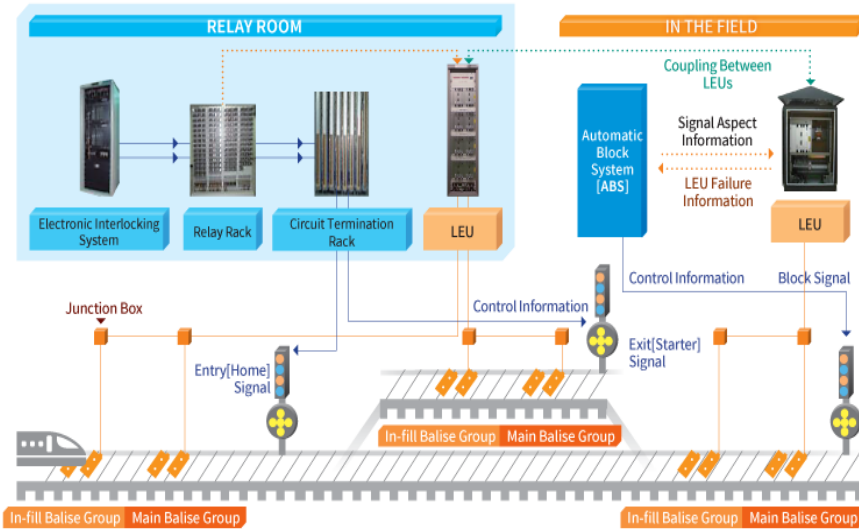 RELAY ROOM
IN THE FIELD
Coupling Between
LEUs
Automatic
Block
System
[ABS]
Signal Aspect
Information
LEU Failure
Information
Electronic Interlocking
System
Relay Rack
Circuit Termination
Rack
LEU
LEU
Junction Box
Control Information
Control Information
Block Signal
Entry[Home]
Signal
Exit[Starter]
Signal
In-fill Balise Group
Main Balise Group
In-fill Balise Group
Main Balise Group
In-fill Balise Group
Main Balise Group